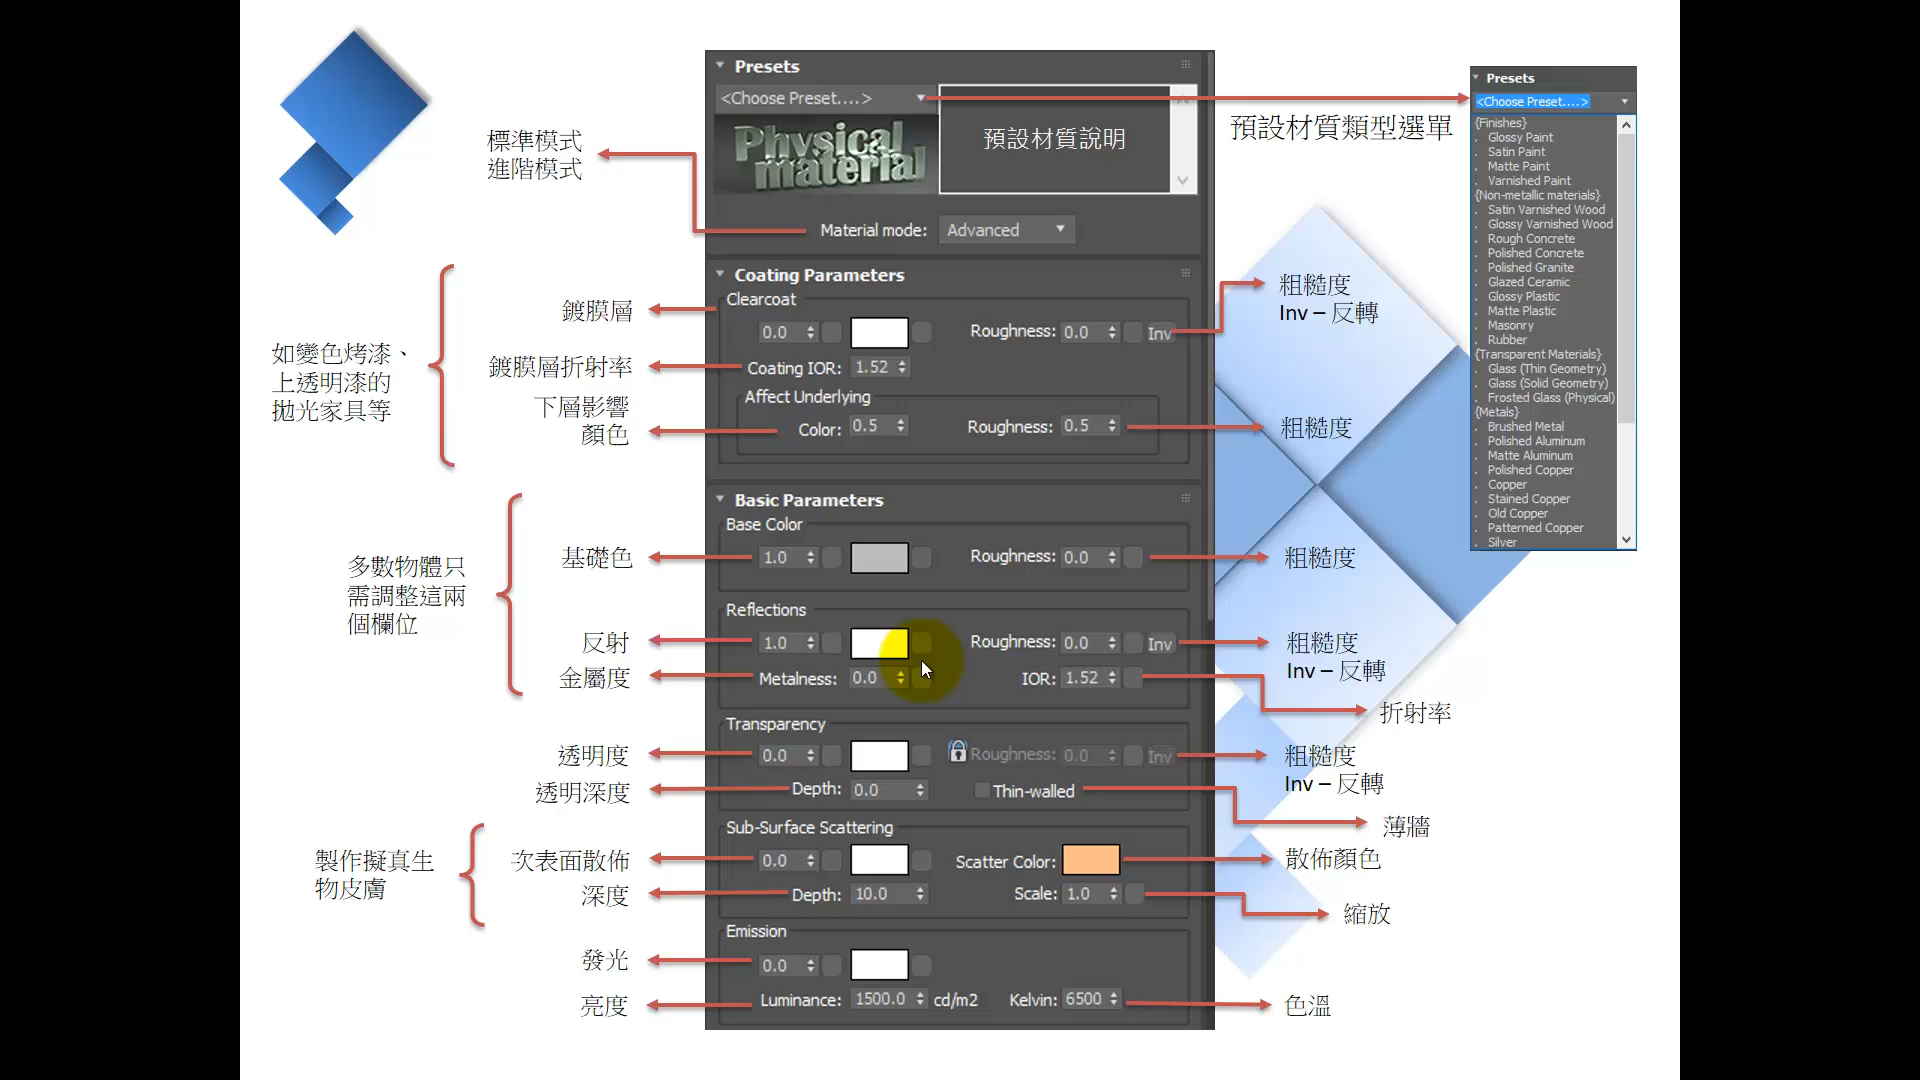 標準模式
進階模式
如變色烤漆、
上透明漆的
拋光家具等
多數物體只
需調整這兩
個欄位
製作擬真生
物皮膚
鍍膜層
鍍膜層折射率
下層影響
顏色
基礎色
反射
金屬度
透明度
透明深度
次表面散佈
深度
發光
亮度
Presets
<Choose Preset....>
Physical
material
預設材質說明
Material mode: Advanced
Coating Parameters
Clearcoat
0.0 Roughness: 0.0 Inv
Coating IOR: 1.52
Affect Underlying
Color: 0.5 Roughness: 0.5
Basic Parameters
Base Color
1.0 Roughness: 0.0
Reflections
1.0 Roughness: 0.0 Inv
Metalness: 0.0 IOR: 1.52
Transparency
0.0 Roughness: 0.0 Inv
Depth: 0.0 Thin-walled
Sub-Surface Scattering
0.0 Scatter Color:
Depth: 10.0 Scale: 1.0
Emission
0.0
Luminance: 1500.0 cd/m2 Kelvin: 6500
預設材質類型選單
粗糙度
Inv – 反轉
粗糙度
粗糙度
粗糙度
Inv – 反轉
折射率
粗糙度
Inv – 反轉
薄牆
散佈顏色
縮放
色溫
Presets
<Choose Preset....>
{Finishes}
. Glossy Paint
. Satin Paint
. Matte Paint
. Varnished Paint
{Non-metallic materials}
. Satin Varnished Wood
. Glossy Varnished Wood
. Rough Concrete
. Polished Concrete
. Polished Granite
. Glazed Ceramic
. Glossy Plastic
. Matte Plastic
. Masonry
. Rubber
{Transparent Materials}
. Glass (Thin Geometry)
. Glass (Solid Geometry)
. Frosted Glass (Physical)
{Metals}
. Brushed Metal
. Polished Aluminum
. Matte Aluminum
. Polished Copper
. Copper
. Stained Copper
. Old Copper
. Patterned Copper
. Silver